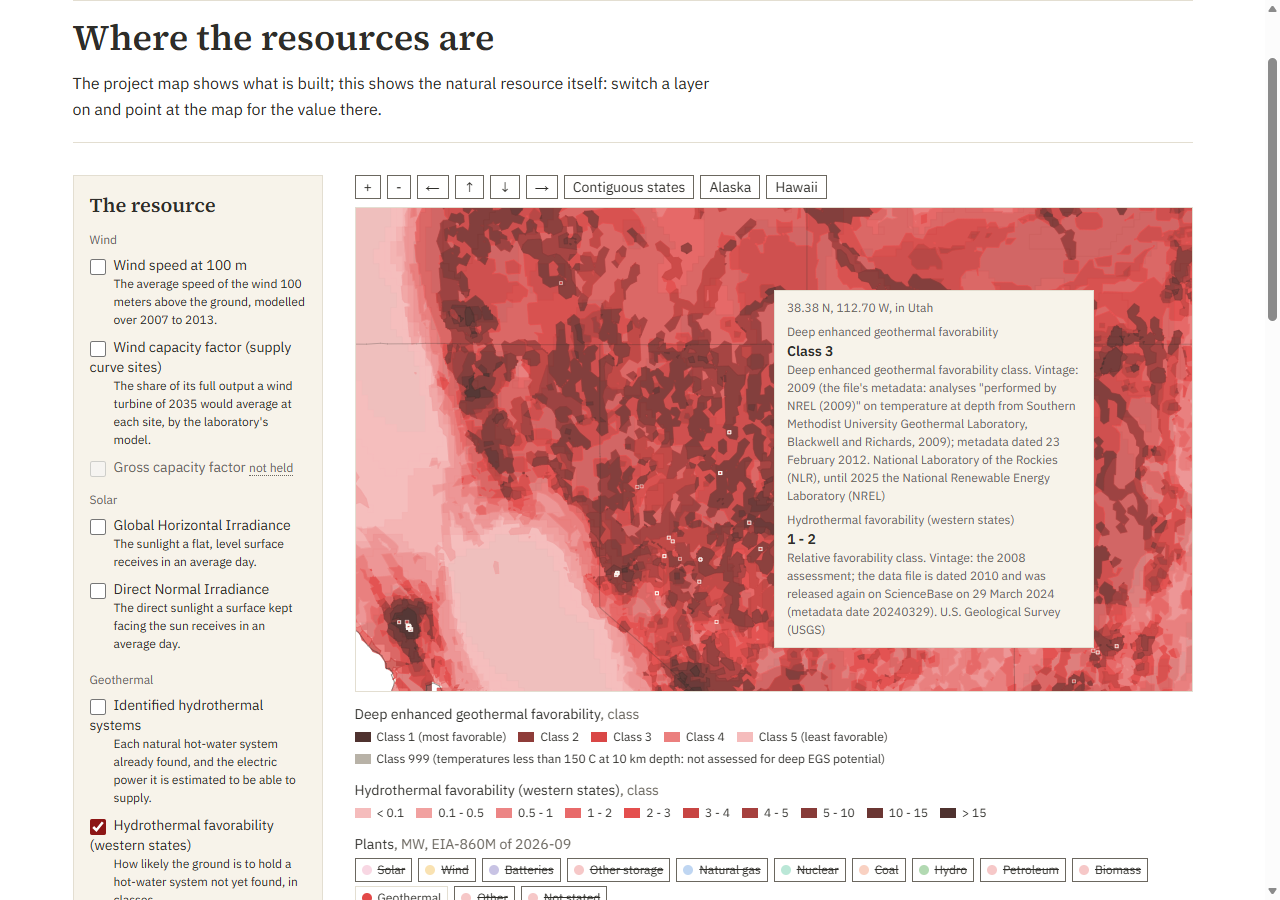 Where the resources are
The project map shows what is built; this shows the natural resource itself: switch a layer
on and point at the map for the value there.
The resource
Wind
Wind speed at 100 m
The average speed of the wind 100
meters above the ground, modelled
over 2007 to 2013.
Wind capacity factor (supply
curve sites)
The share of its full output a wind
turbine of 2035 would average at
each site, by the laboratory's
model.
Gross capacity factor not held
Solar
Global Horizontal Irradiance
The sunlight a flat, level surface
receives in an average day.
Direct Normal Irradiance
The direct sunlight a surface kept
facing the sun receives in an
average day.
Geothermal
Identified hydrothermal
systems
Each natural hot-water system
already found, and the electric
power it is estimated to be able to
supply.
Hydrothermal favorability
(western states)
How likely the ground is to hold a
hot-water system not yet found, in
classes.
+ - ← ↑ ↓ → Contiguous states Alaska Hawaii
38.38 N, 112.70 W, in Utah
Deep enhanced geothermal favorability
Class 3
Deep enhanced geothermal favorability class. Vintage:
2009 (the file's metadata: analyses "performed by
NREL (2009)" on temperature at depth from Southern
Methodist University Geothermal Laboratory,
Blackwell and Richards, 2009); metadata dated 23
February 2012. National Laboratory of the Rockies
(NLR), until 2025 the National Renewable Energy
Laboratory (NREL)
Hydrothermal favorability (western states)
1 - 2
Relative favorability class. Vintage: the 2008
assessment; the data file is dated 2010 and was
released again on ScienceBase on 29 March 2024
(metadata date 20240329). U.S. Geological Survey
(USGS)
Deep enhanced geothermal favorability, class
Class 1 (most favorable) Class 2 Class 3 Class 4 Class 5 (least favorable)
Class 999 (temperatures less than 150 C at 10 km depth: not assessed for deep EGS potential)
Hydrothermal favorability (western states), class
< 0.1 0.1 - 0.5 0.5 - 1 1 - 2 2 - 3 3 - 4 4 - 5 5 - 10 10 - 15 > 15
Plants, MW, EIA-860M of 2026-09
Solar Wind Batteries Other storage Natural gas Nuclear Coal Hydro Petroleum Biomass
Geothermal Other Not stated